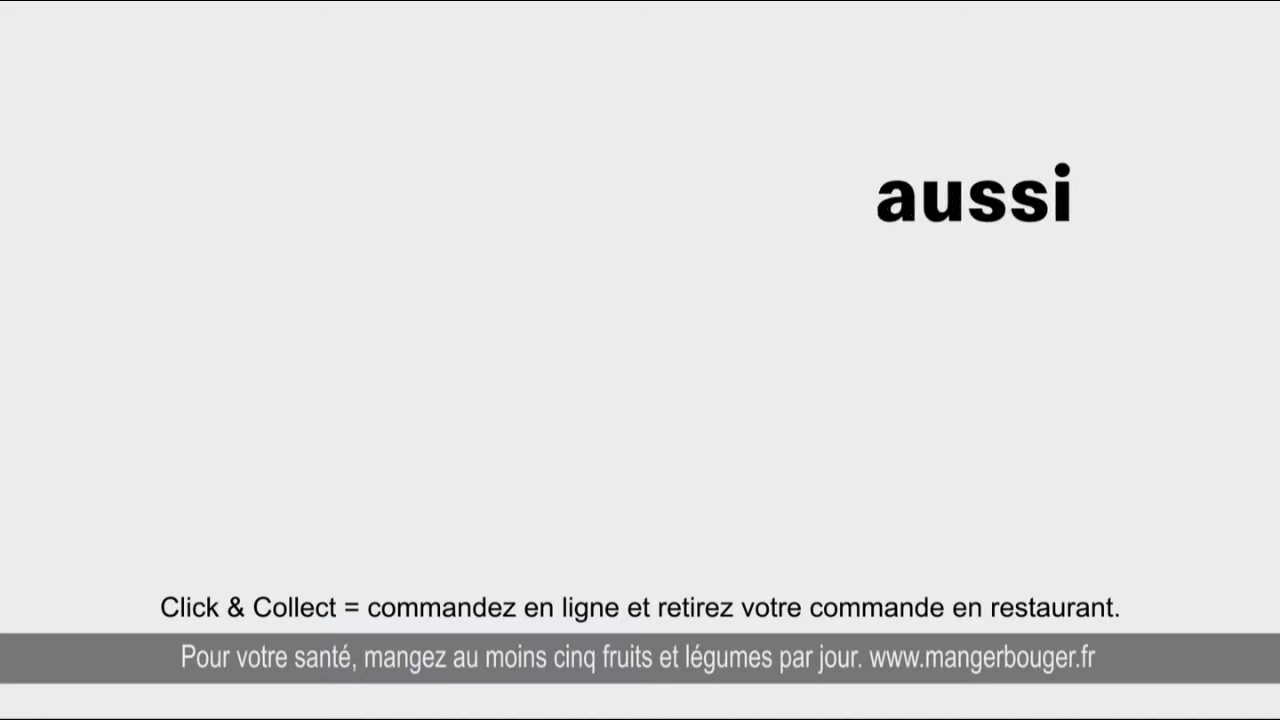 aussi
Click & Collect = commandez en ligne et retirez votre commande en restaurant.
Pour votre santé, mangez au moins cinq fruits et légumes par jour. www.mangerbouger.fr